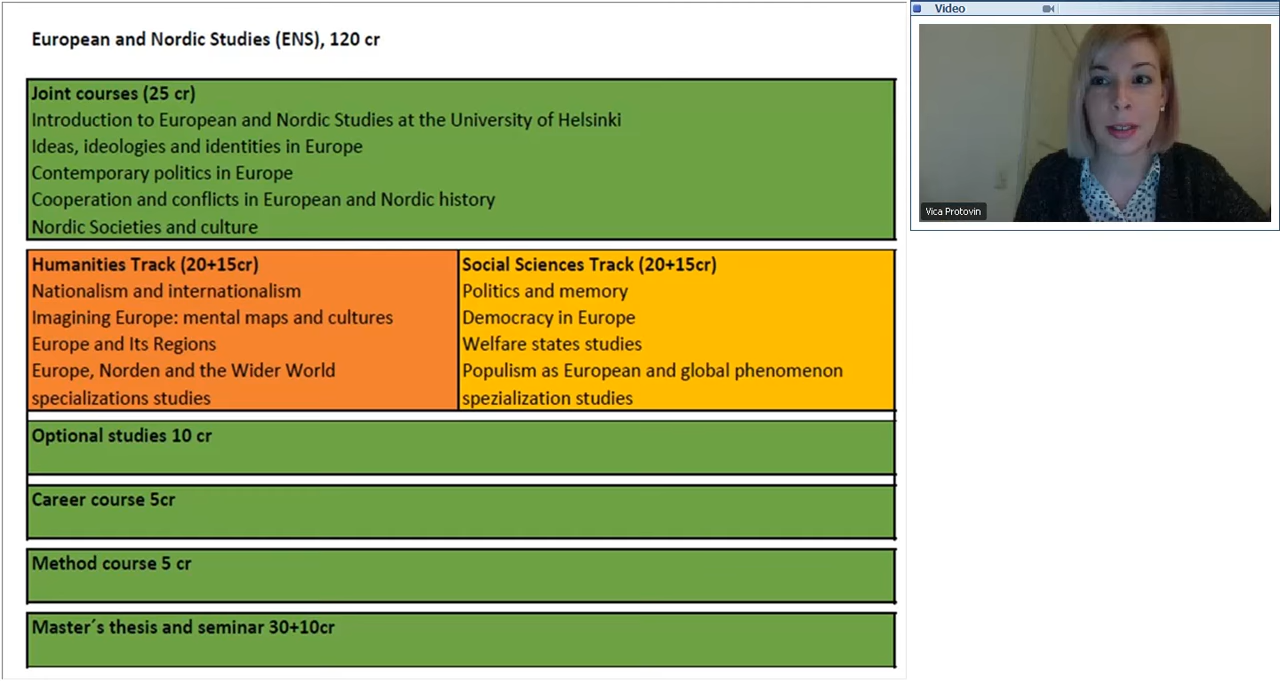 European and Nordic Studies (ENS), 120 cr
Joint courses (25 cr)
Introduction to European and Nordic Studies at the University of Helsinki
Ideas, ideologies and identities in Europe
Contemporary politics in Europe
Cooperation and conflicts in European and Nordic history
Nordic Societies and culture
Humanities Track (20+15cr)
Nationalism and internationalism
Imagining Europe: mental maps and cultures
Europe and Its Regions
Europe, Norden and the Wider World
specializations studies
Social Sciences Track (20+15cr)
Politics and memory
Democracy in Europe
Welfare states studies
Populism as European and global phenomenon
spezialization studies
Optional studies 10 cr
Career course 5cr
Method course 5 cr
Master´s thesis and seminar 30+10cr
Video
Vica Protovin